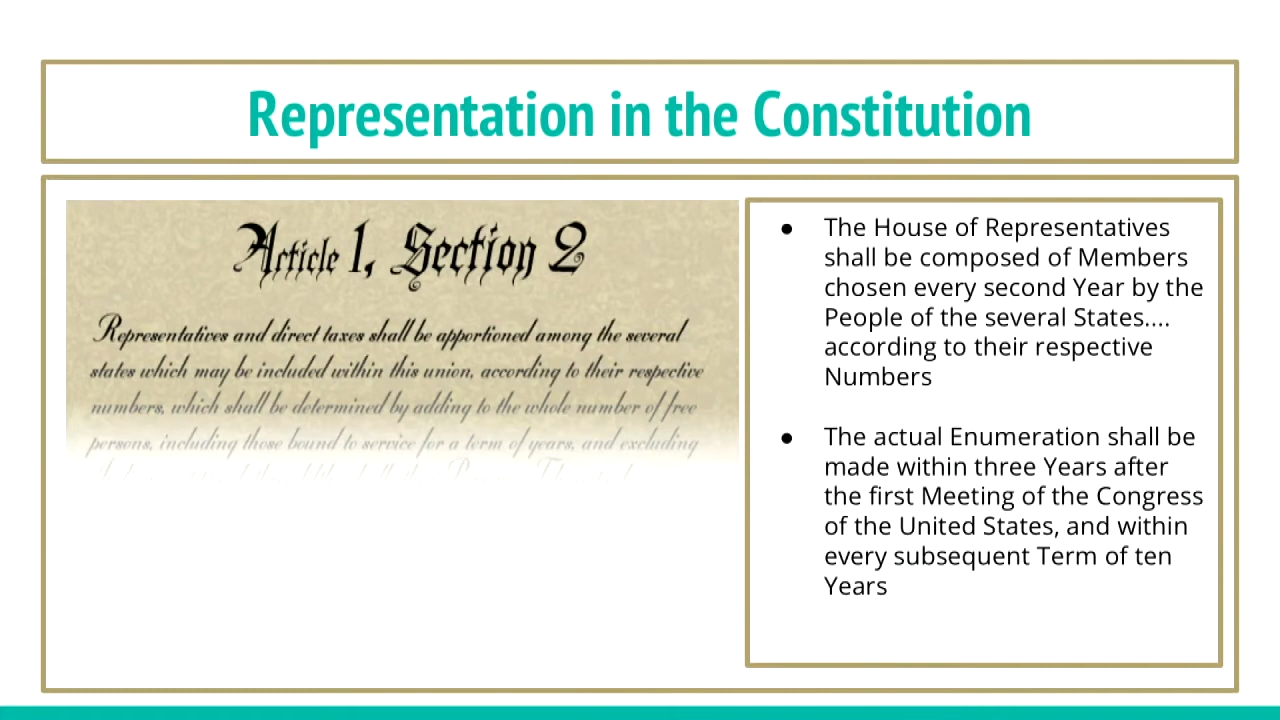 Representation in the Constitution
Article 1, Section 2
Representatives and direct taxes shall be apportioned among the several
states which may be included within this union, according to their respective
numbers, which shall be determined by adding to the whole number of free
persons, including those bound to service for a term of years, and excluding
● The House of Representatives
shall be composed of Members
chosen every second Year by the
People of the several States....
according to their respective
Numbers
● The actual Enumeration shall be
made within three Years after
the first Meeting of the Congress
of the United States, and within
every subsequent Term of ten
Years